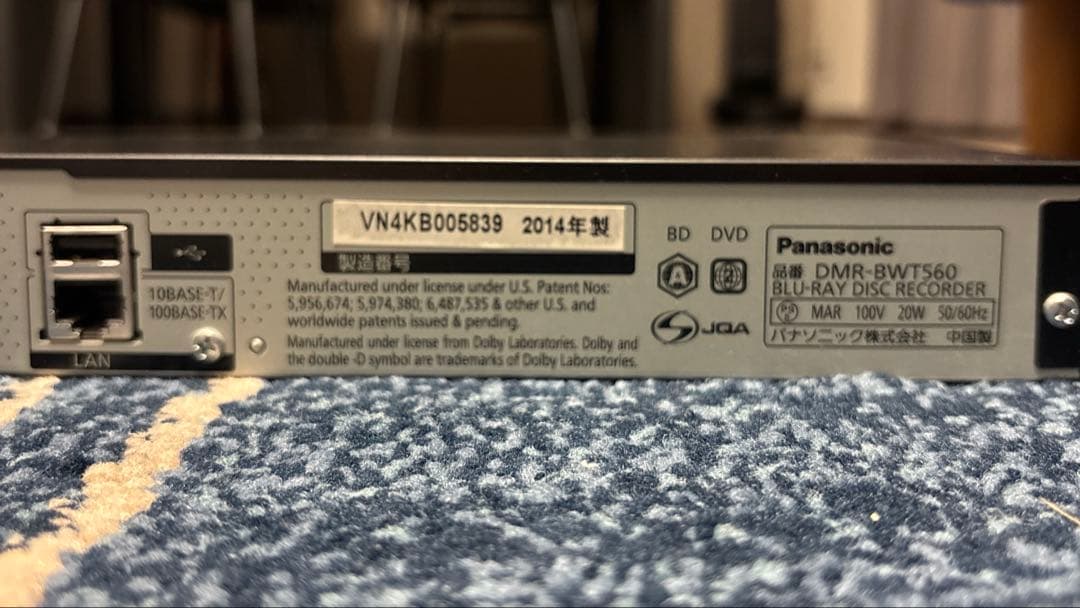 10BASE-T/
100BASE-TX
LAN
VN4KB005839 2014年製
製造番号
Manufactured under license under U.S. Patent Nos:
5,956,674; 5,974,380; 6,487,535 & other U.S. and
worldwide patents issued & pending.
Manufactured under license from Dolby Laboratories. Dolby and
the double-D symbol are trademarks of Dolby Laboratories.
BD DVD
A
JQA
Panasonic
品番 DMR-BWT560
BLU-RAY DISC RECORDER
PSE MAR 100V 20W 50/60Hz
パナソニック株式会社 中国製